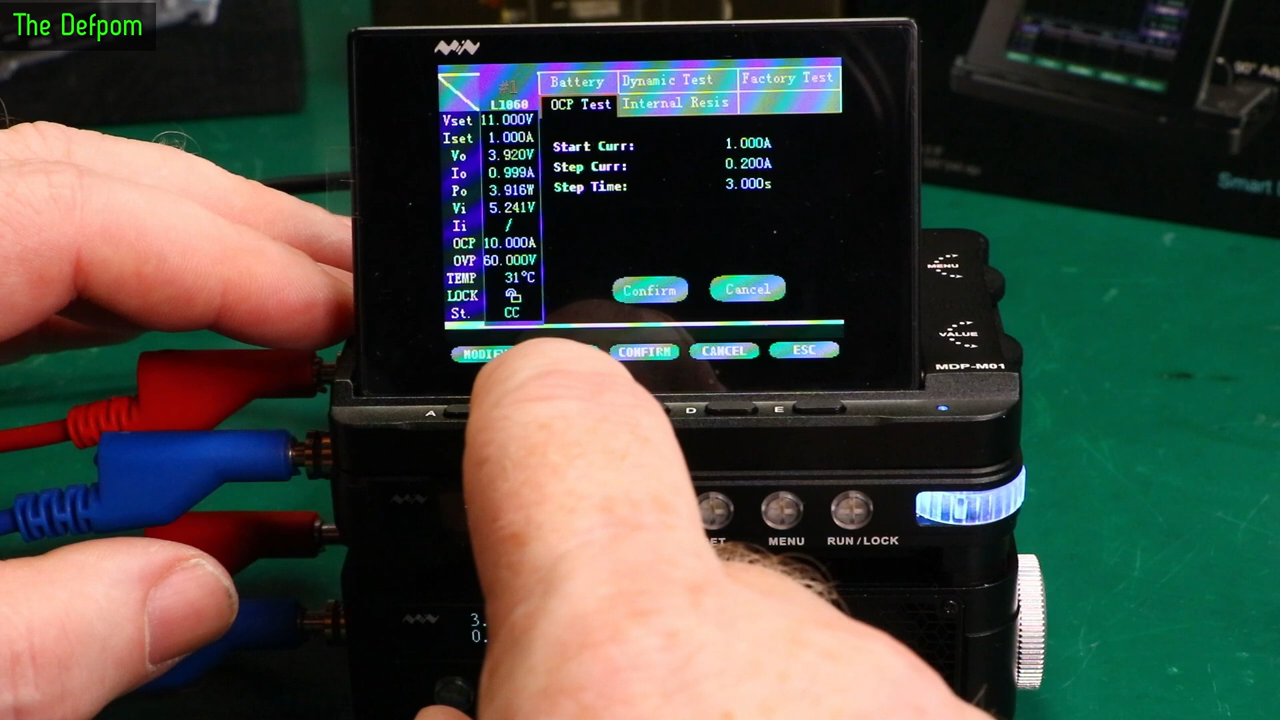 The Defpom
#1
L1060
Battery
Dynamic Test
Factory Test
OCP Test
Internal Resis
Vset 11.000V
Iset 1.000A
Vo 3.920V
Io 0.999A
Po 3.916W
Vi 5.241V
Ii /
OCP 10.000A
OVP 60.000V
TEMP 31°C
LOCK
St. CC
Start Curr: 1.000A
Step Curr: 0.200A
Step Time: 3.000s
Confirm
Cancel
CONFIRM
CANCEL
ESC
A
D
E
MENU
VALUE
MDP-M01
MENU
RUN/LOCK
Smart